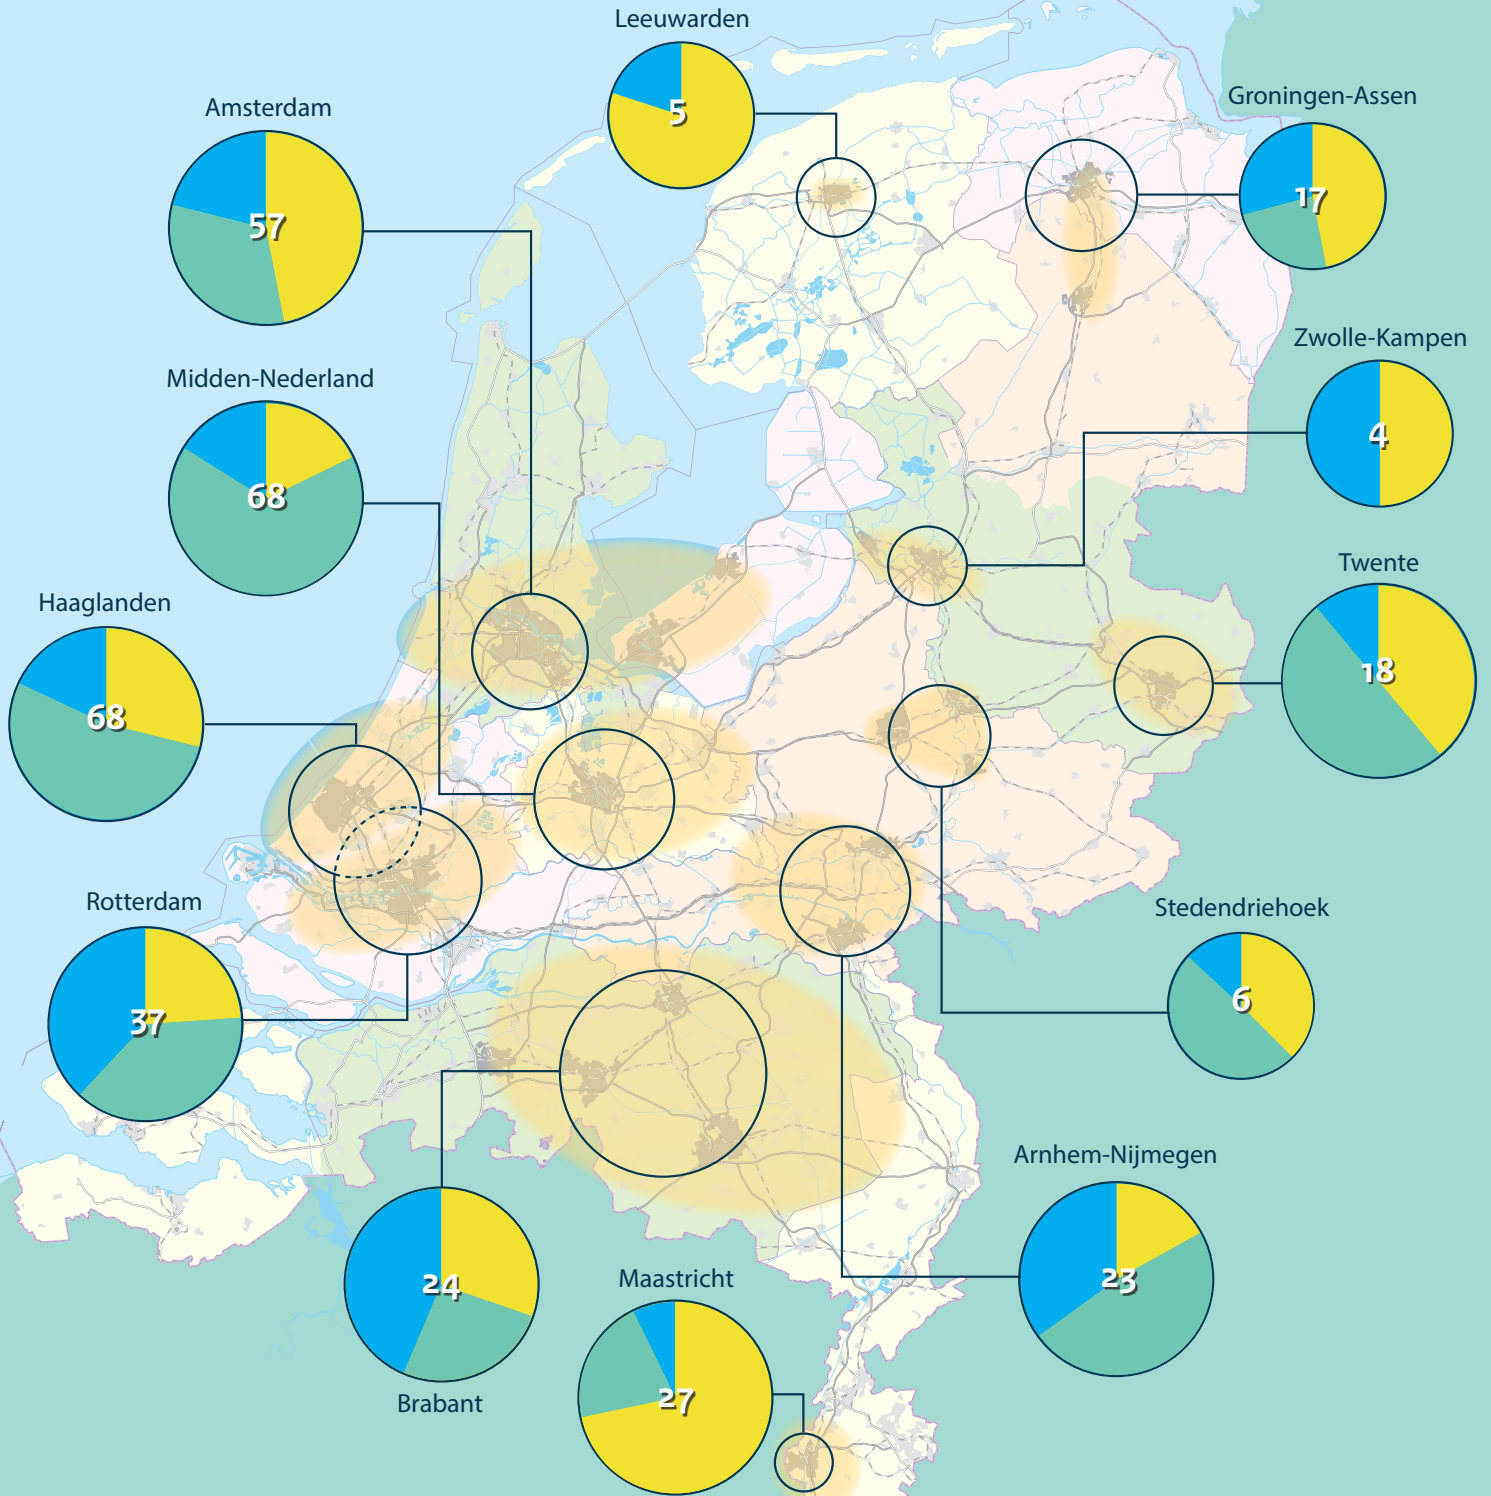 Leeuwarden
5
Groningen-Assen
17
Amsterdam
57
Zwolle-Kampen
4
Midden-Nederland
68
Twente
18
Haaglanden
68
Rotterdam
37
Stedendriehoek
6
Arnhem-Nijmegen
23
24
Brabant
Maastricht
27